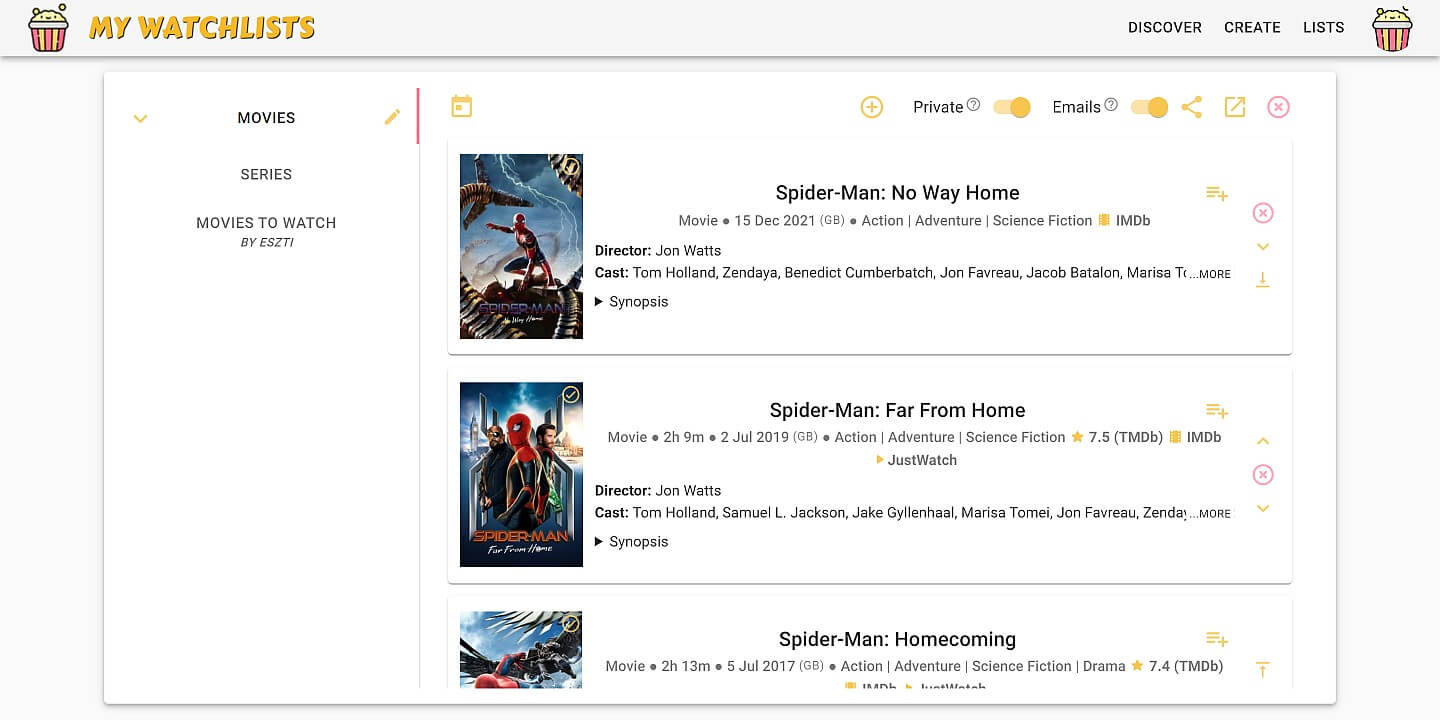 MY WATCHLISTS
DISCOVER CREATE LISTS
MOVIES
SERIES
MOVIES TO WATCH
BY ESZTI
Private Emails
Spider-Man: No Way Home
Movie ● 15 Dec 2021 (GB) ● Action | Adventure | Science Fiction IMDb
Director: Jon Watts
Cast: Tom Holland, Zendaya, Benedict Cumberbatch, Jon Favreau, Jacob Batalon, Marisa To ...MORE
Synopsis
SPIDER-MAN
No Way Home
Spider-Man: Far From Home
Movie ● 2h 9m ● 2 Jul 2019 (GB) ● Action | Adventure | Science Fiction 7.5 (TMDb) IMDb
JustWatch
Director: Jon Watts
Cast: Tom Holland, Samuel L. Jackson, Jake Gyllenhaal, Marisa Tomei, Jon Favreau, Zenday ...MORE
Synopsis
SPIDER-MAN
Far From Home
Spider-Man: Homecoming
Movie ● 2h 13m ● 5 Jul 2017 (GB) ● Action | Adventure | Science Fiction | Drama 7.4 (TMDb)
IMDb JustWatch